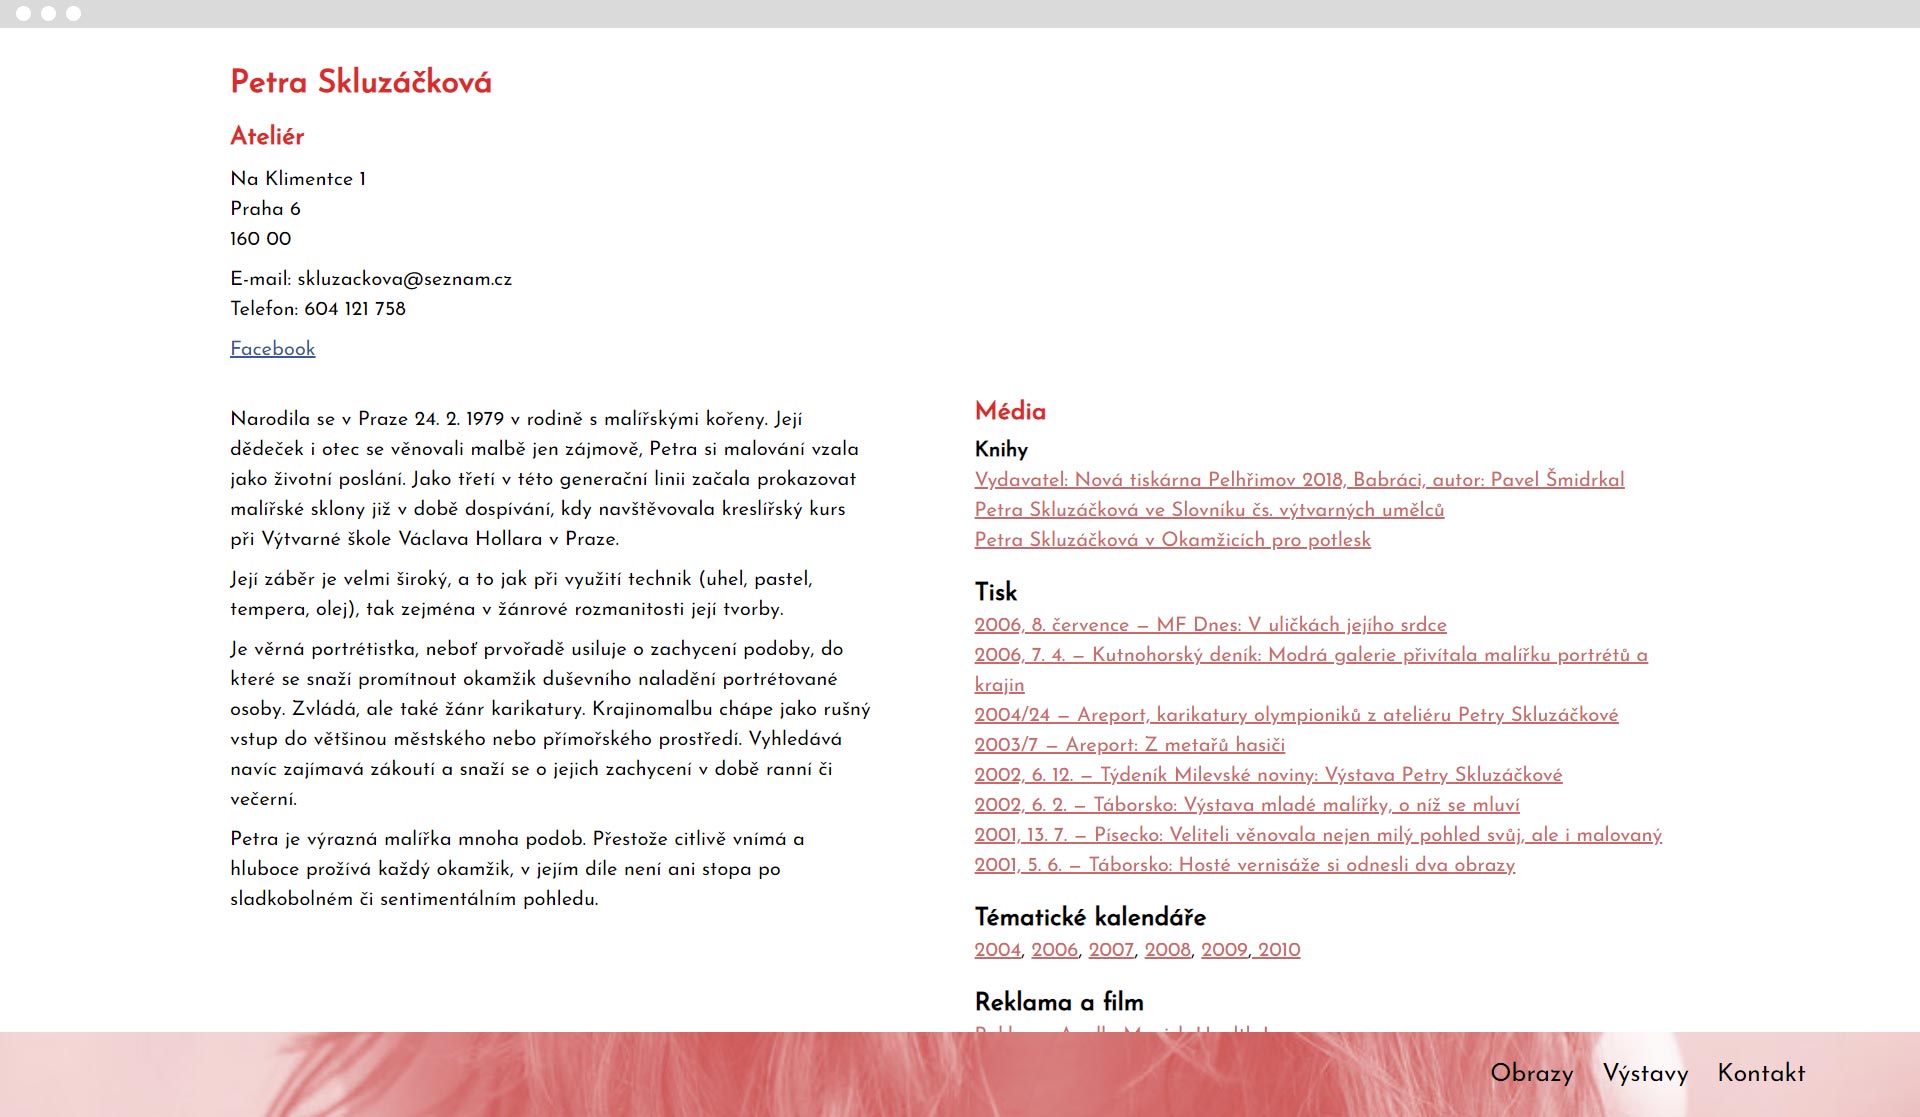 Petra Skluzáčková
Ateliér
Na Klimentce 1
Praha 6
160 00
E-mail: skluzackova@seznam.cz
Telefon: 604 121 758
Facebook
Narodila se v Praze 24. 2. 1979 v rodině s malířskými kořeny. Její
dědeček i otec se věnovali malbě jen zájmově, Petra si malování vzala
jako životní poslání. Jako třetí v této generační linii začala prokazovat
malířské sklony již v době dospívání, kdy navštěvovala kreslířský kurs
při Výtvarné škole Václava Hollara v Praze.
Její záběr je velmi široký, a to jak při využití technik (uhel, pastel,
tempera, olej), tak zejména v žánrové rozmanitosti její tvorby.
Je věrná portrétistka, neboť prvořadě usiluje o zachycení podoby, do
které se snaží promítnout okamžik duševního naladění portrétované
osoby. Zvládá, ale také žánr karikatury. Krajinomalbu chápe jako rušný
vstup do většinou městského nebo přímořského prostředí. Vyhledává
navíc zajímavá zákoutí a snaží se o jejich zachycení v době ranní či
večerní.
Petra je výrazná malířka mnoha podob. Přestože citlivě vnímá a
hluboce prožívá každý okamžik, v jejím díle není ani stopa po
sladkobolném či sentimentálním pohledu.
Média
Knihy
Vydavatel: Nová tiskárna Pelhřimov 2018, Babráci, autor: Pavel Šmidrkal
Petra Skluzáčková ve Slovníku čs. výtvarných umělců
Petra Skluzáčková v Okamžicích pro potlesk
Tisk
2006, 8. července – MF Dnes: V uličkách jejího srdce
2006, 7. 4. – Kutnohorský deník: Modrá galerie přivítala malířku portrétů a
krajin
2004/24 – Areport, karikatury olympioniků z ateliéru Petry Skluzáčkové
2003/7 – Areport: Z metařů hasiči
2002, 6. 12. – Týdeník Milevské noviny: Výstava Petry Skluzáčkové
2002, 6. 2. – Táborsko: Výstava mladé malířky, o níž se mluví
2001, 13. 7. – Písecko: Veliteli věnovala nejen milý pohled svůj, ale i malovaný
2001, 5. 6. – Táborsko: Hosté vernisáže si odnesli dva obrazy
Tématické kalendáře
2004, 2006, 2007, 2008, 2009, 2010
Reklama a film
Obrazy Výstavy Kontakt